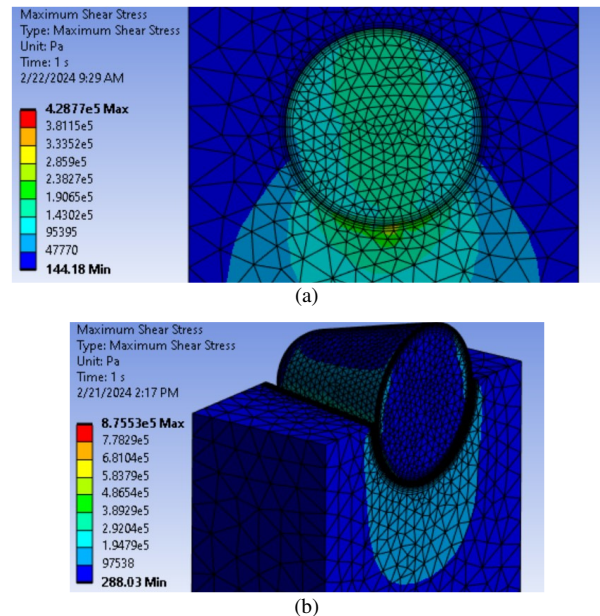 Maximum Shear Stress
Type: Maximum Shear Stress
Unit: Pa
Time: 1 s
2/22/2024 9:29 AM
4.2877e5 Max
3.8115e5
3.3352e5
2.859e5
2.3827e5
1.9065e5
1.4302e5
95395
47770
144.18 Min
(a)
Maximum Shear Stress
Type: Maximum Shear Stress
Unit: Pa
Time: 1 s
2/21/2024 2:17 PM
8.7553e5 Max
7.7829e5
6.8104e5
5.8379e5
4.8654e5
3.8929e5
2.9204e5
1.9479e5
97538
288.03 Min
(b)